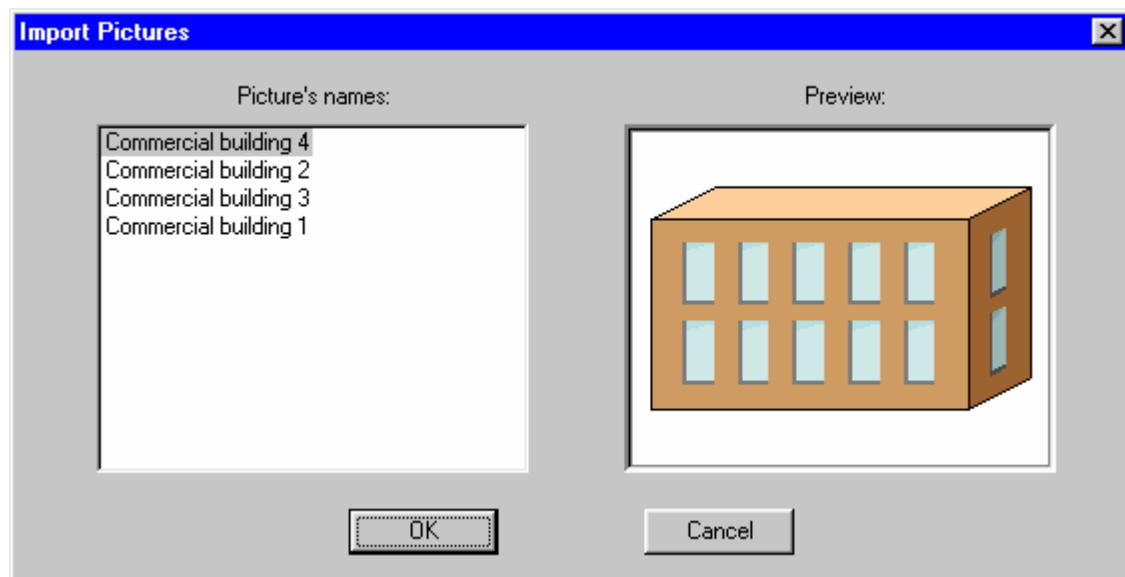 Import Pictures
Picture's names:
Preview:
Commercial building 4
Commercial building 2
Commercial building 3
Commercial building 1
OK
Cancel